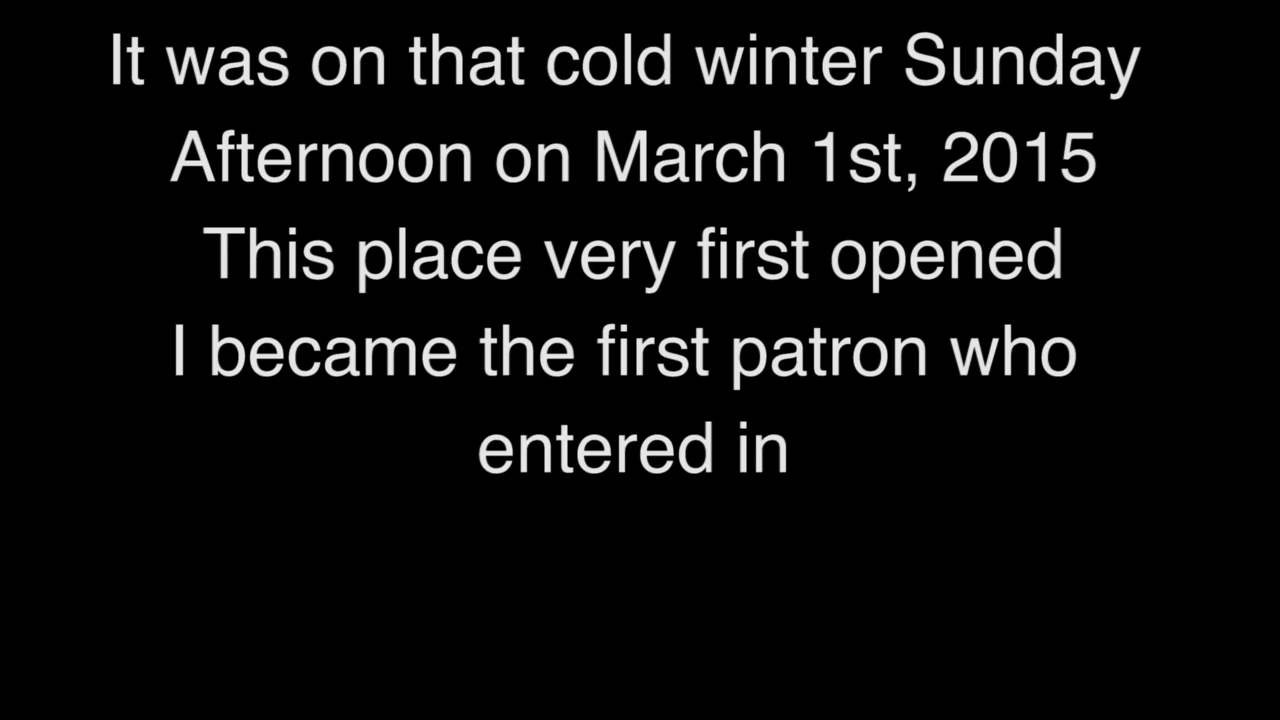 It was on that cold winter Sunday
Afternoon on March 1st, 2015
This place very first opened
I became the first patron who
entered in